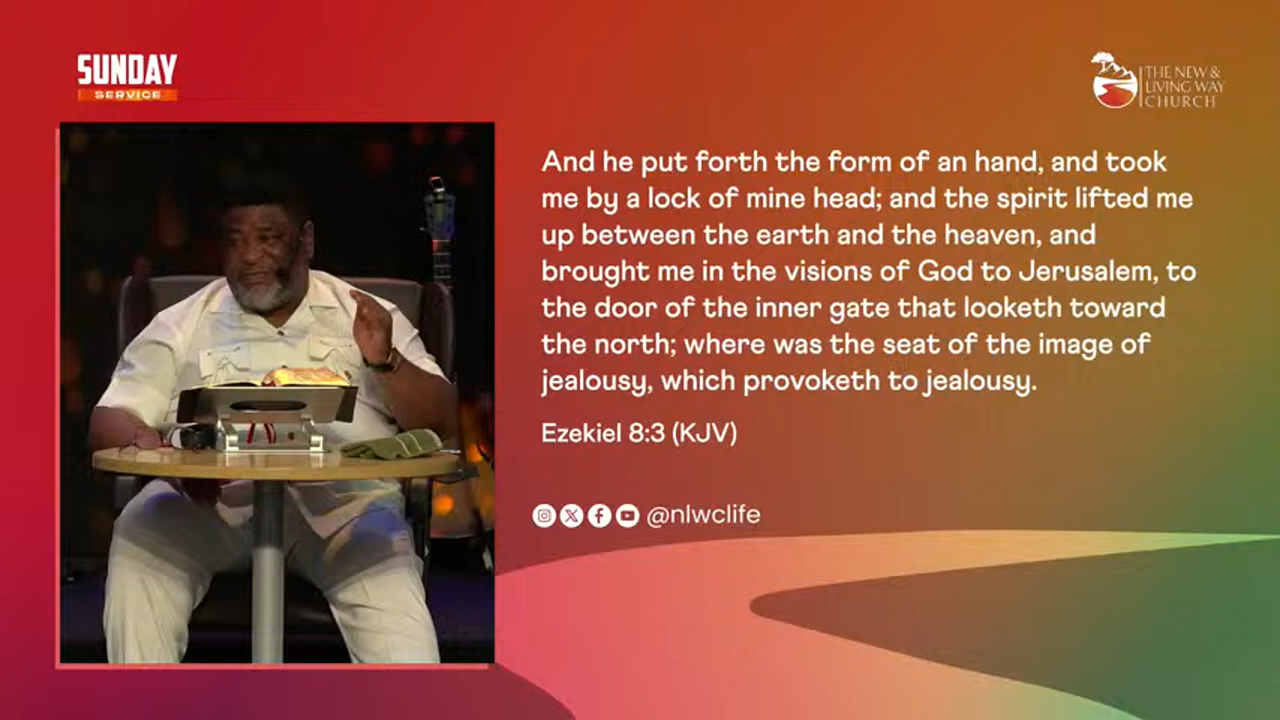 SUNDAY
SERVICE
THE NEW &
LIVING WAY
CHURCH
And he put forth the form of an hand, and took
me by a lock of mine head; and the spirit lifted me
up between the earth and the heaven, and
brought me in the visions of God to Jerusalem, to
the door of the inner gate that looketh toward
the north; where was the seat of the image of
jealousy, which provoketh to jealousy.
Ezekiel 8:3 (KJV)
@nlwclife